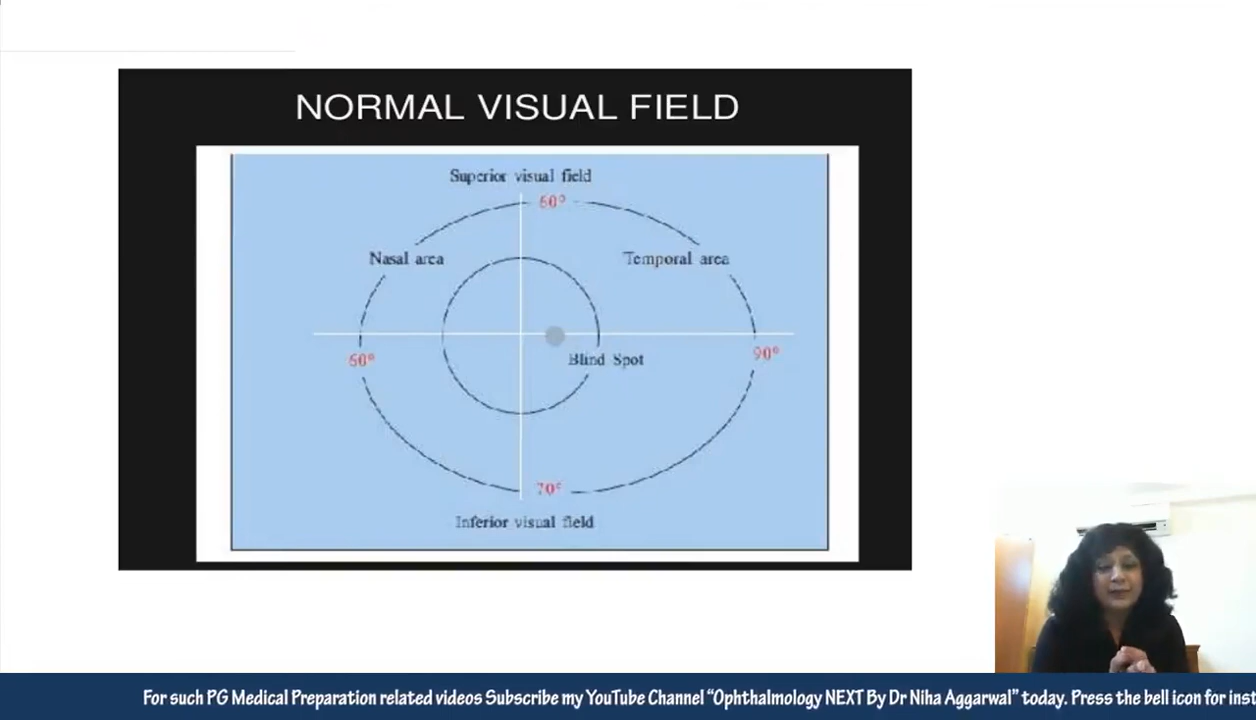 NORMAL VISUAL FIELD
Superior visual field
60°
Nasal area
Temporal area
60°
Blind Spot
90°
70°
Inferior visual field
For such PG Medical Preparation related videos Subscribe my YouTube Channel “Ophthalmology NEXT By Dr Niha Aggarwal” today. Press the bell icon for inst